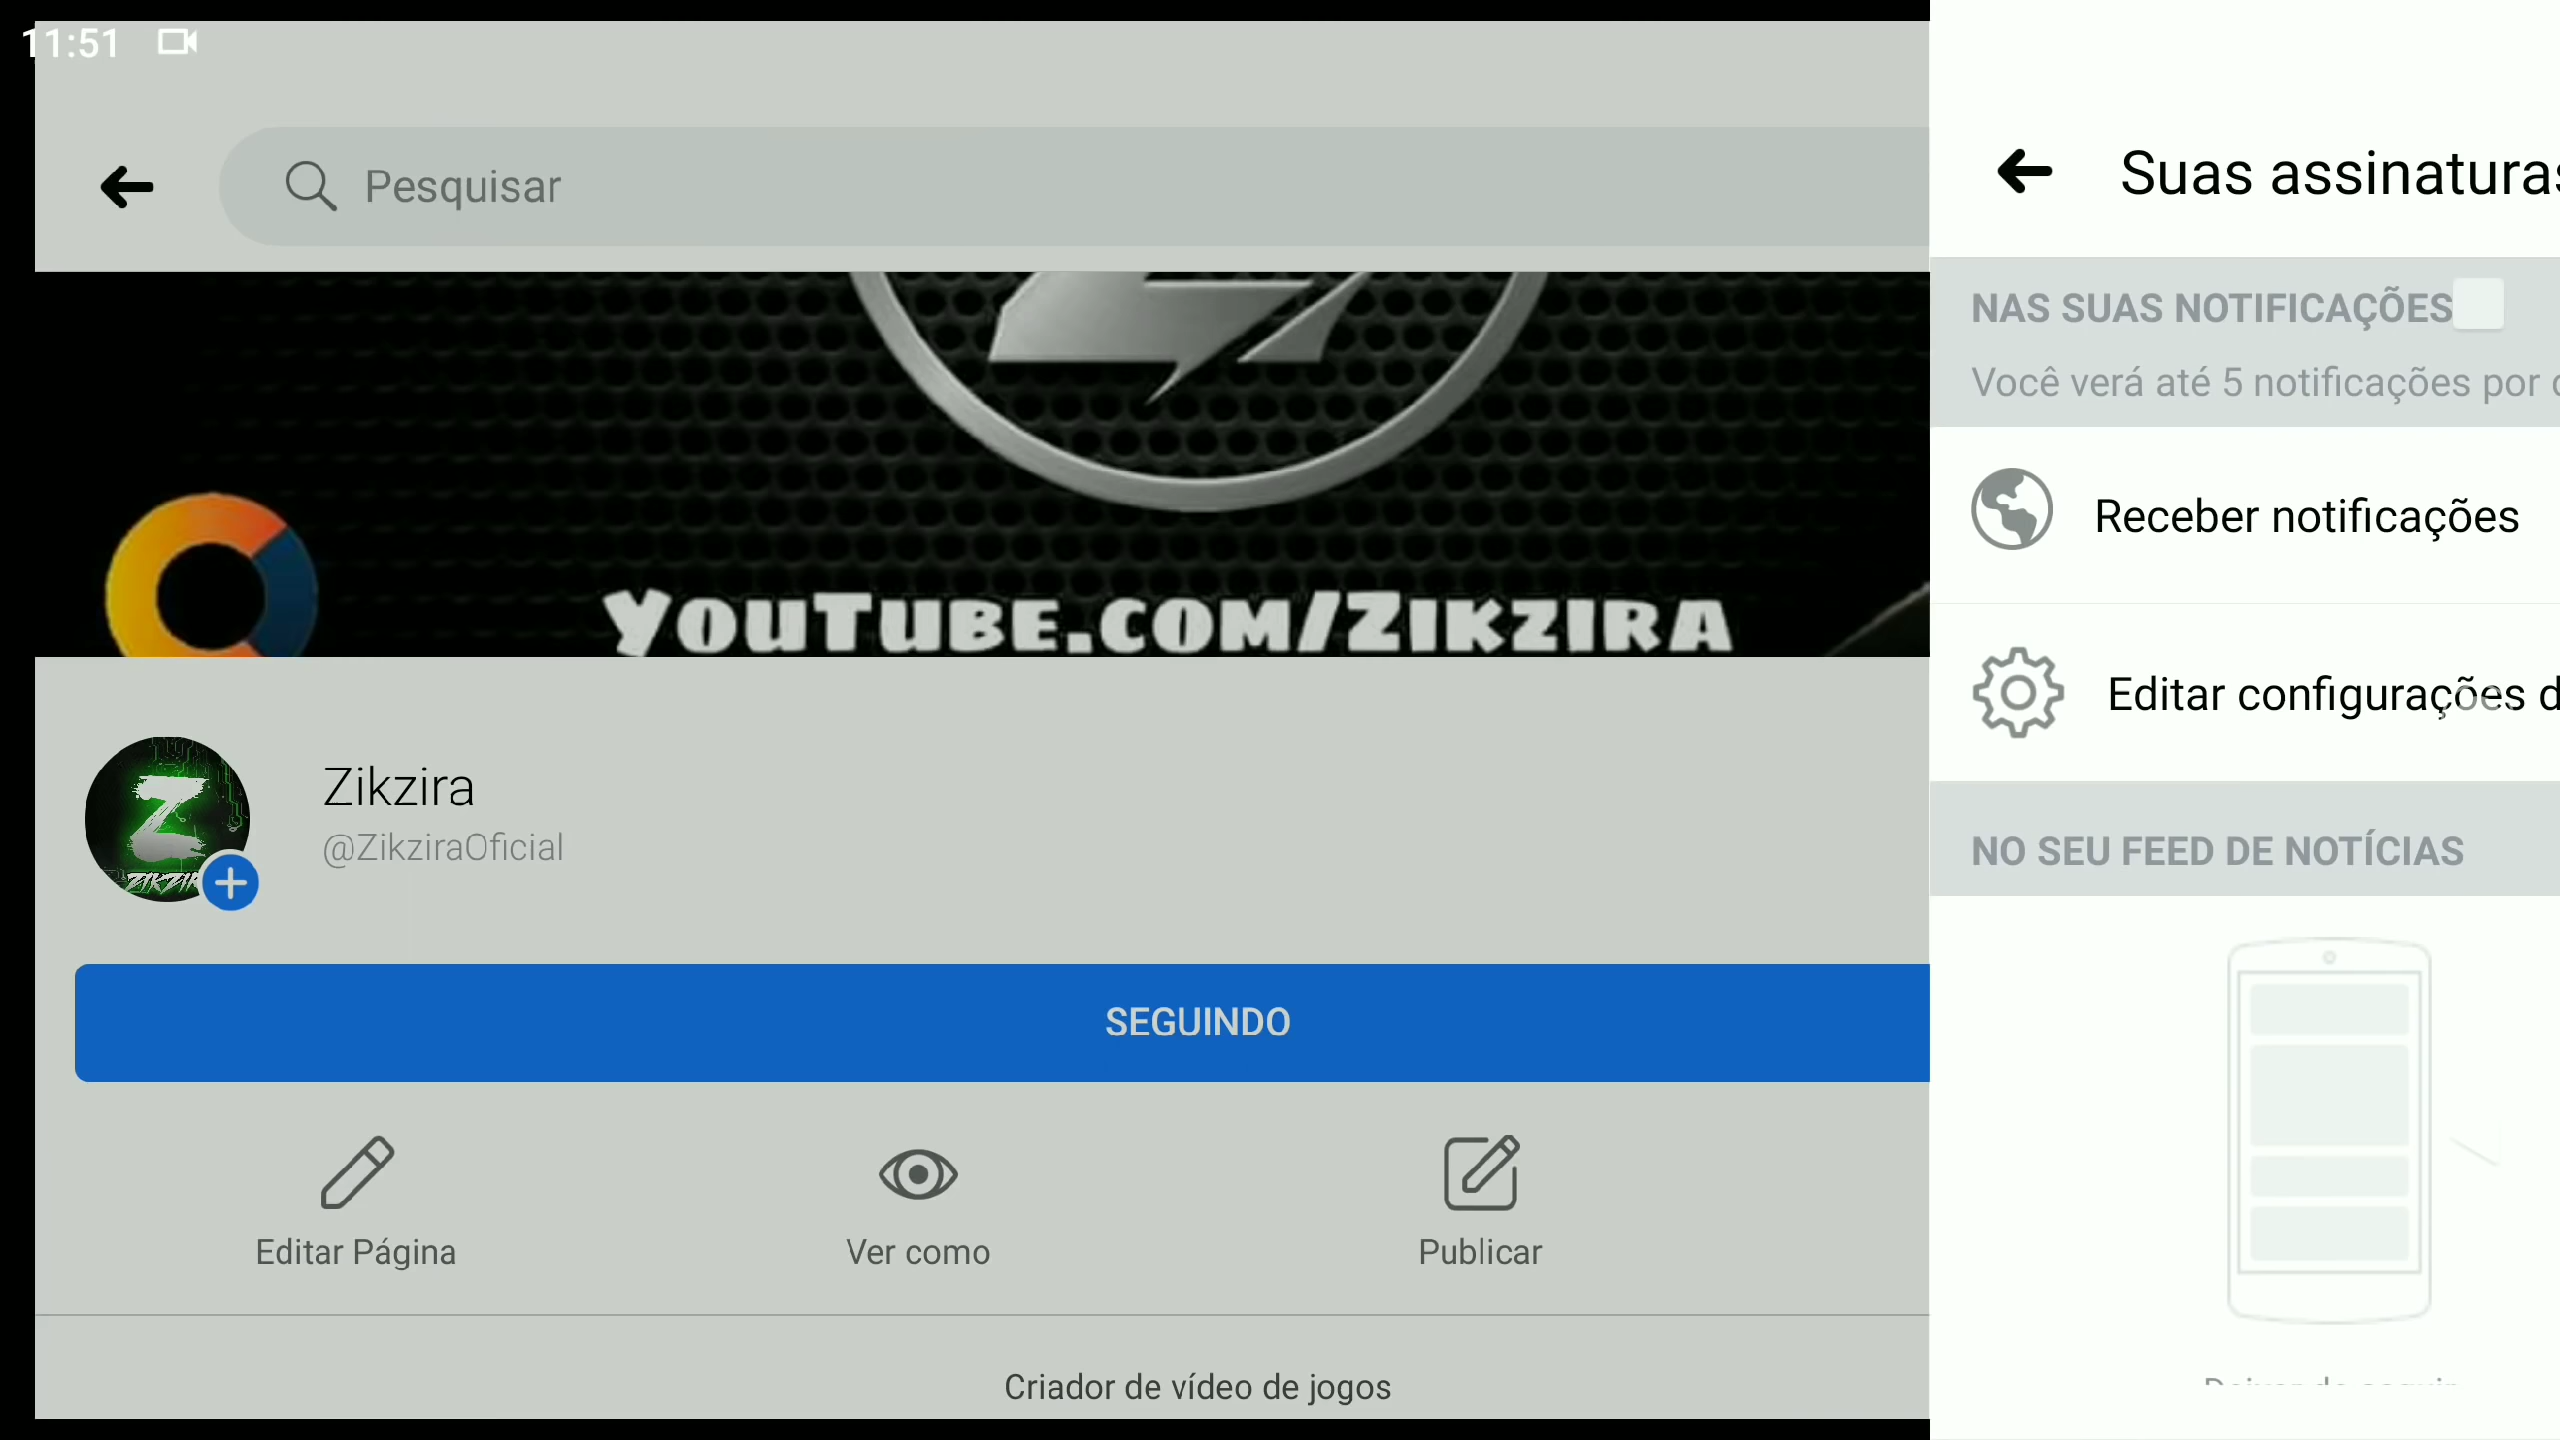 11:51
Pesquisar
YouTube.com/Zikzira
ZIKZIR
Zikzira
@ZikziraOficial
SEGUINDO
Editar Página
Ver como
Publicar
Criador de vídeo de jogos
Suas assinaturas
NAS SUAS NOTIFICAÇÕES
Você verá até 5 notificações por
Receber notificações
Editar configurações d
NO SEU FEED DE NOTÍCIAS